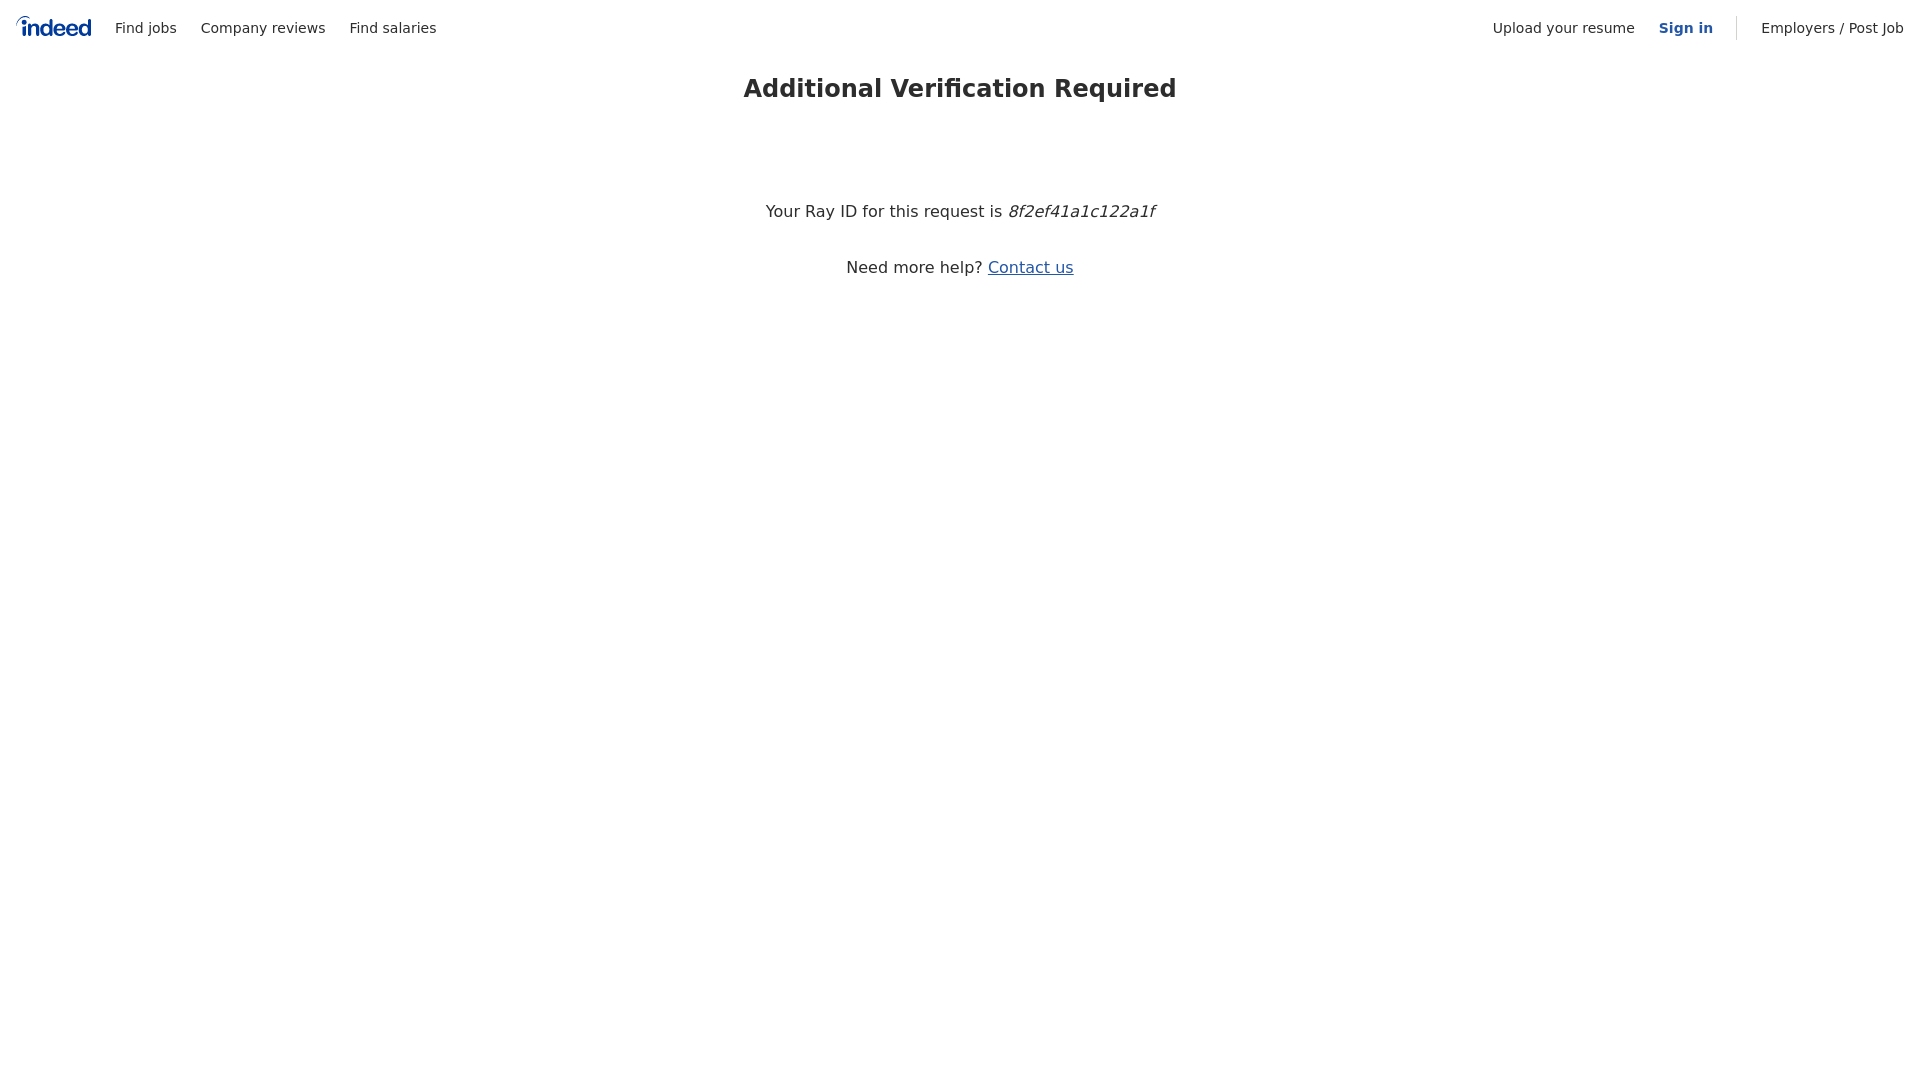 indeed Find jobs Company reviews Find salaries Upload your resume Sign in Employers / Post Job
Additional Verification Required
Your Ray ID for this request is 8f2ef41a1c122a1f
Need more help? Contact us